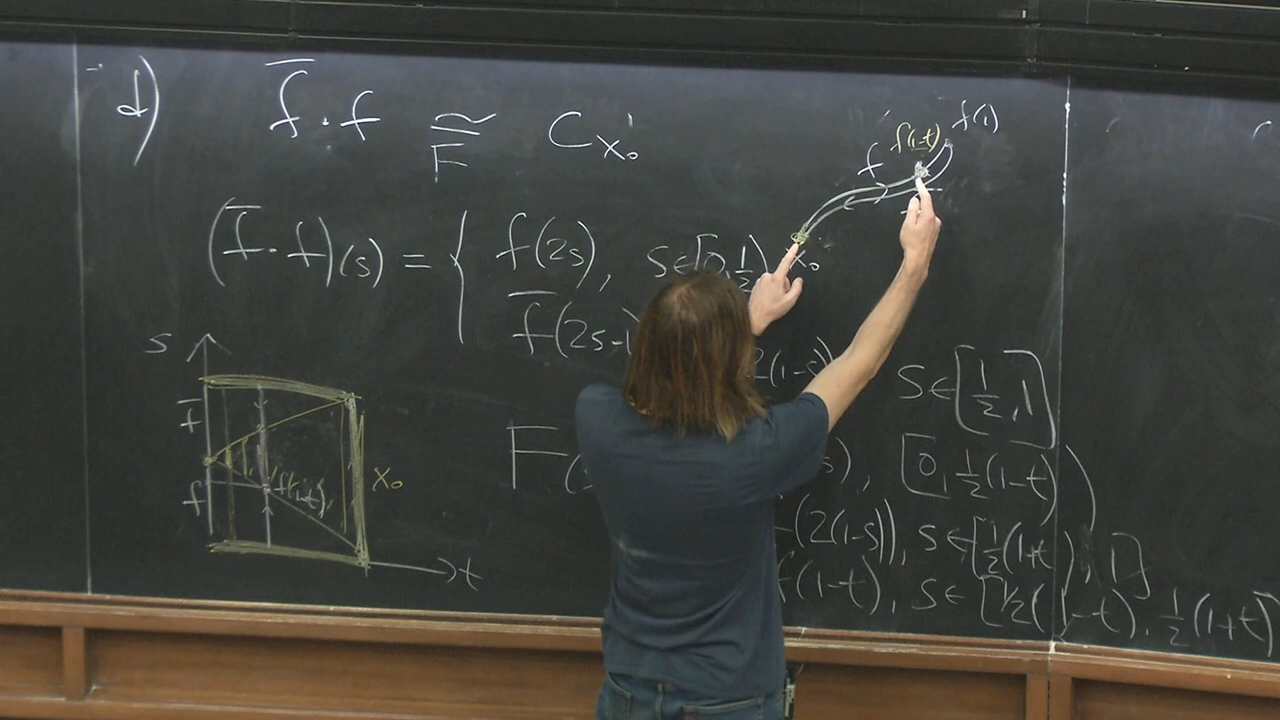 d) f̅ · f ≃ C_{x₀}
F
f f(1-t) f(1)
x₀
(f̅ · f)(s) = { f(2s), s∈[0,½]
f̅(2s-1 2(1-s)) s∈[½,1]
s
f̅
f
f(1-t),
x₀
t
F( s), [0,½(1-t))
(2(1-s)), s∈[½(1+t), 1]
f(1-t), s∈[1/2(1-t), ½(1+t)]